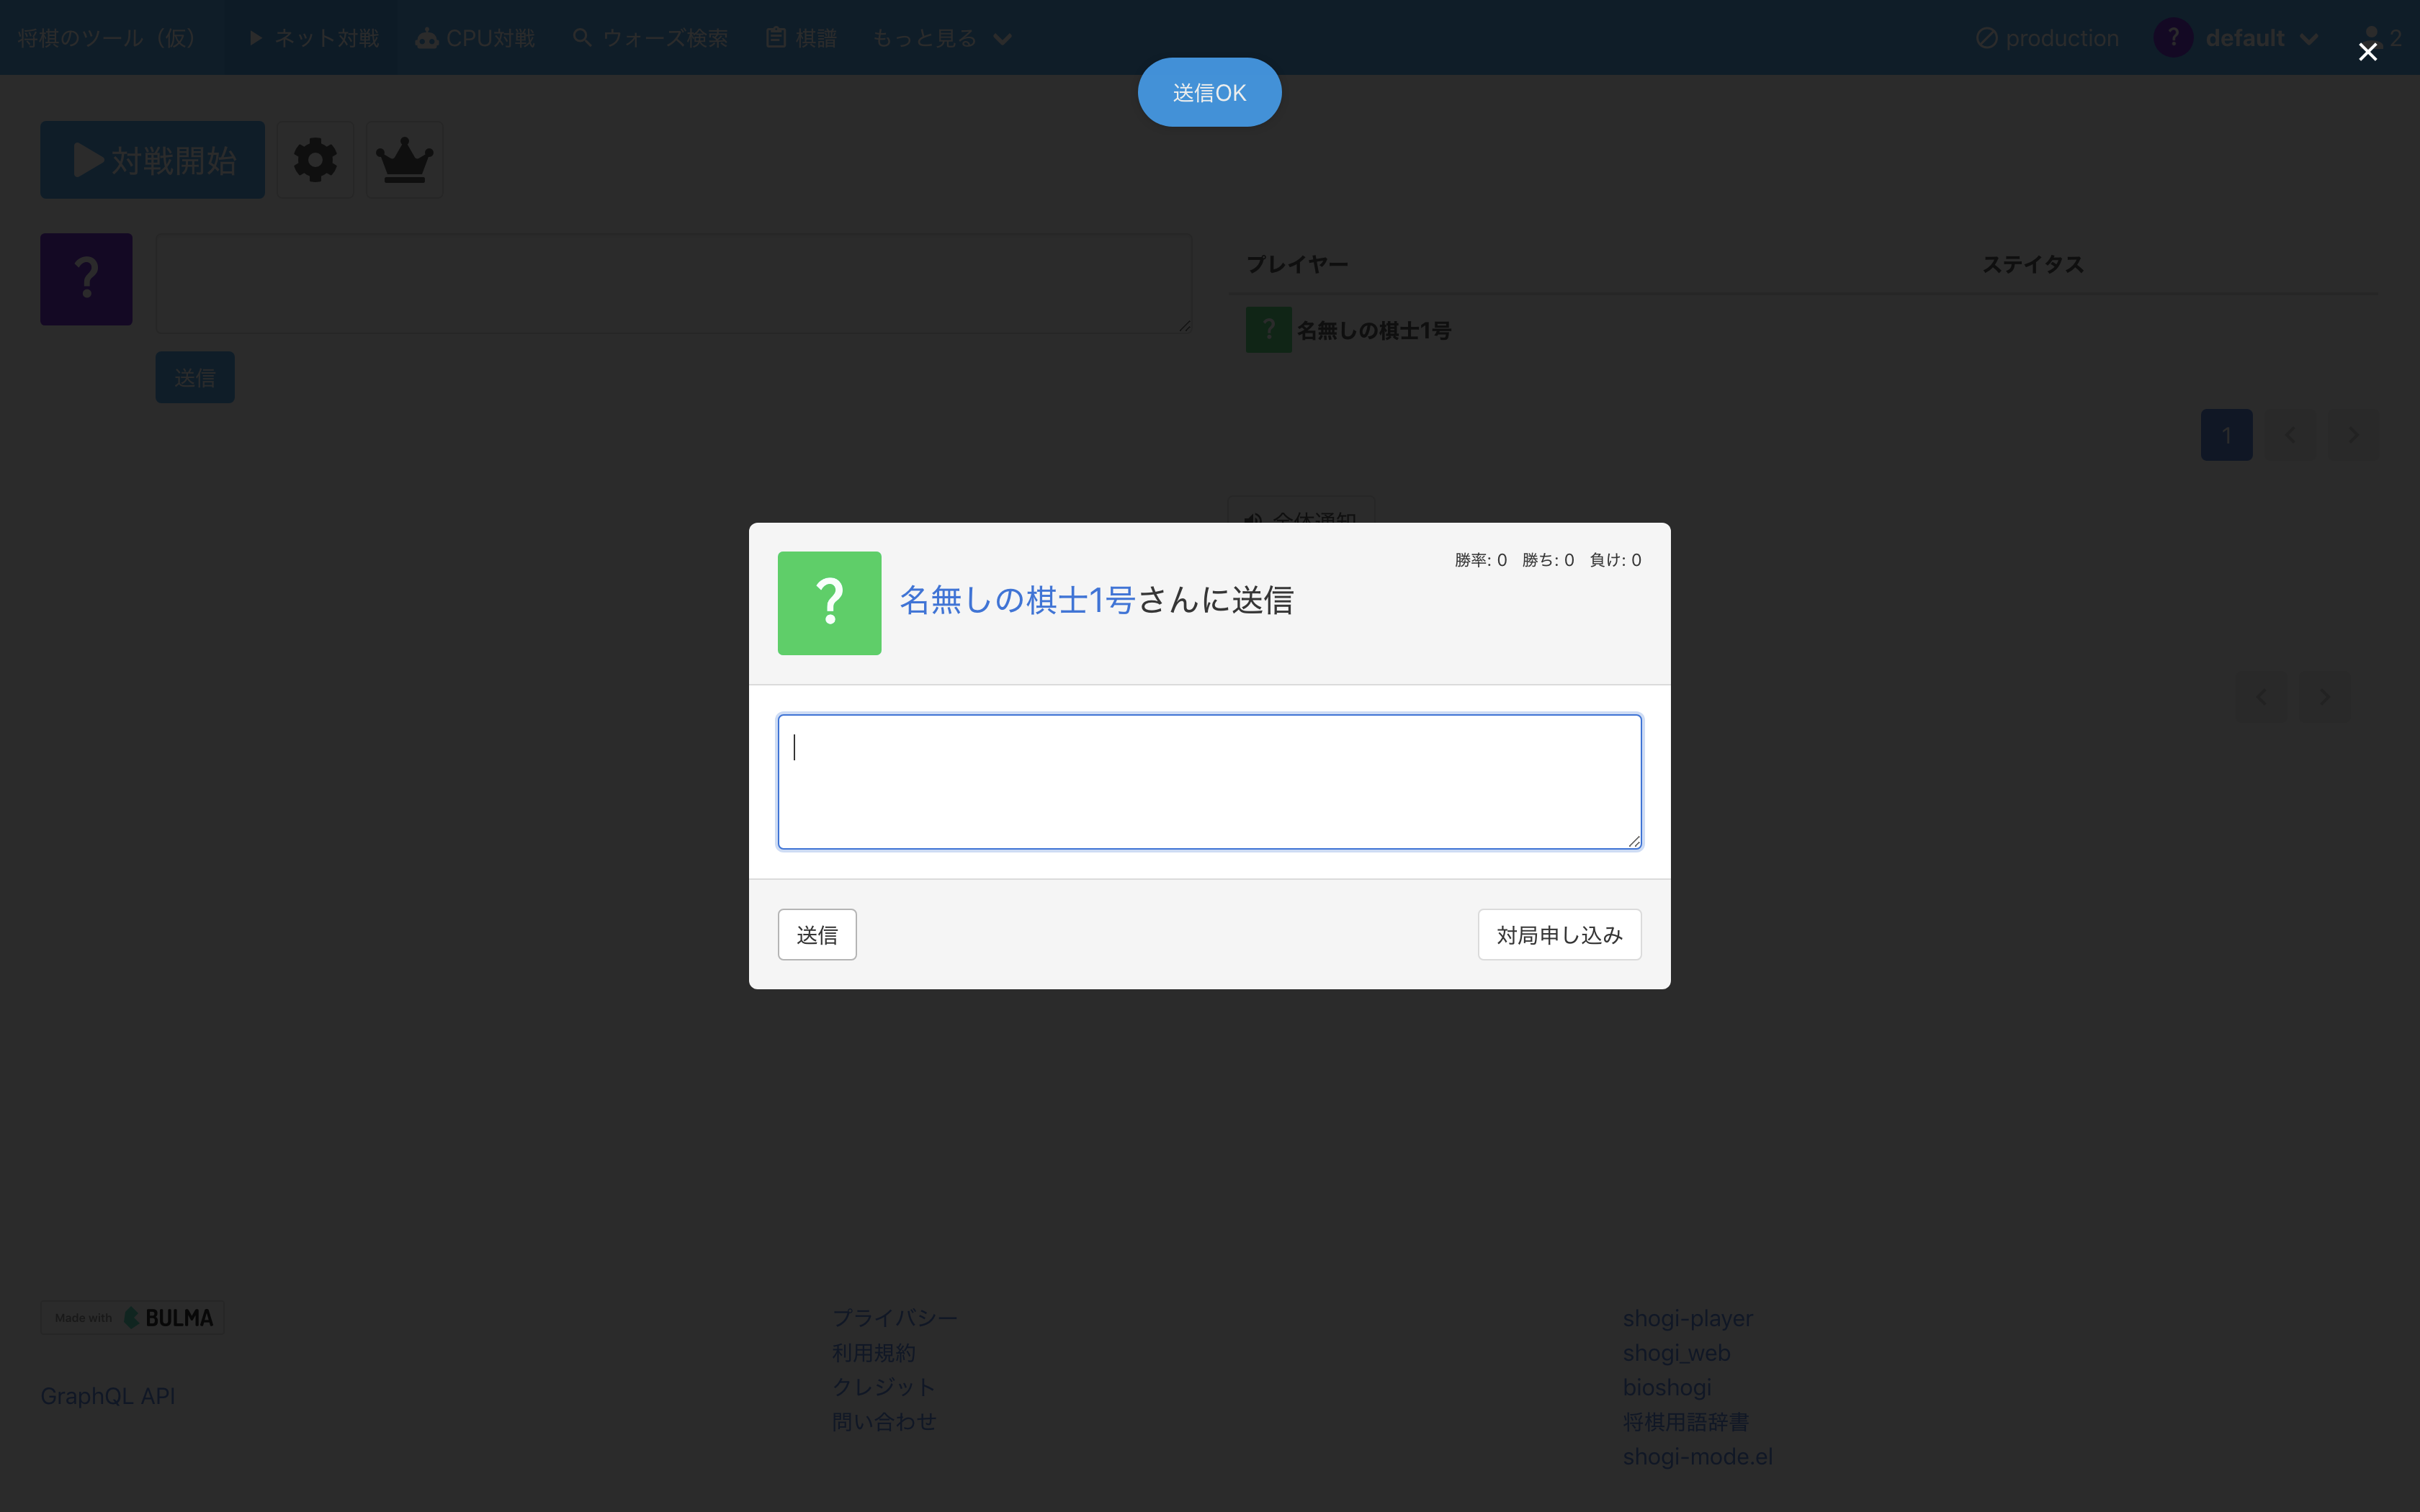 将棋のツール（仮） ネット対戦 CPU対戦 ウォーズ検索 棋譜 もっと見る production ? default 2
送信OK
対戦開始
?
プレイヤー ステイタス
? 名無しの棋士1号
送信
1
全体通知
? 名無しの棋士1号さんに送信
勝率: 0 勝ち: 0 負け: 0
送信 対局申し込み
Made with BULMA
GraphQL API
プライバシー
利用規約
クレジット
問い合わせ
shogi-player
shogi_web
bioshogi
将棋用語辞書
shogi-mode.el